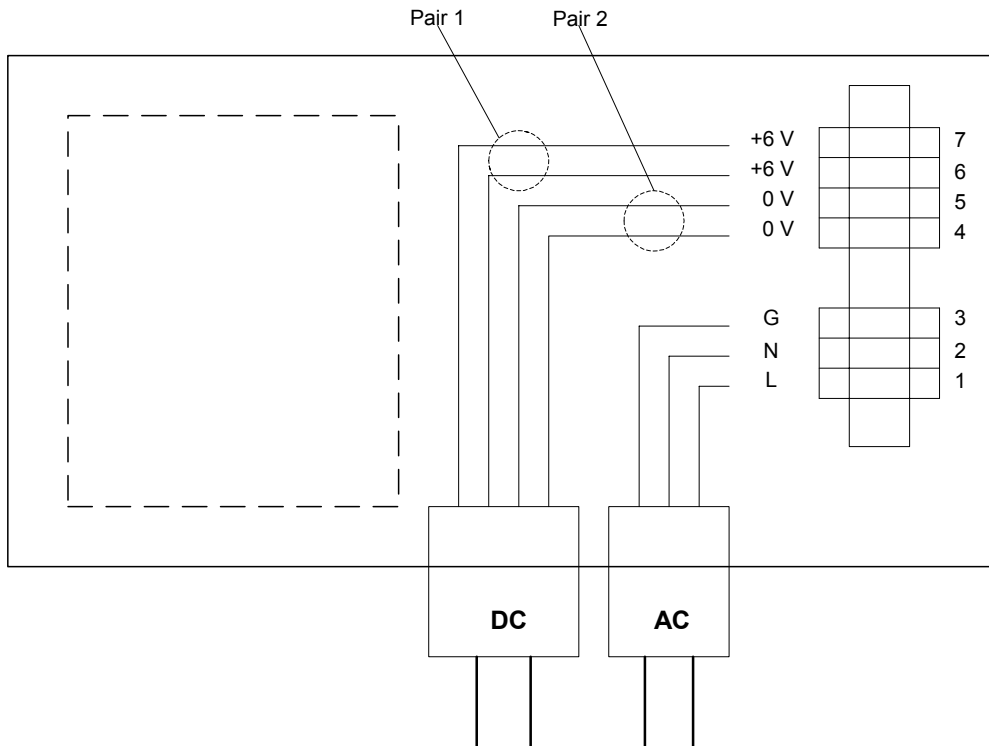 Pair 1 Pair 2
+6 V 7
+6 V 6
0 V 5
0 V 4
G 3
N 2
L 1
DC AC